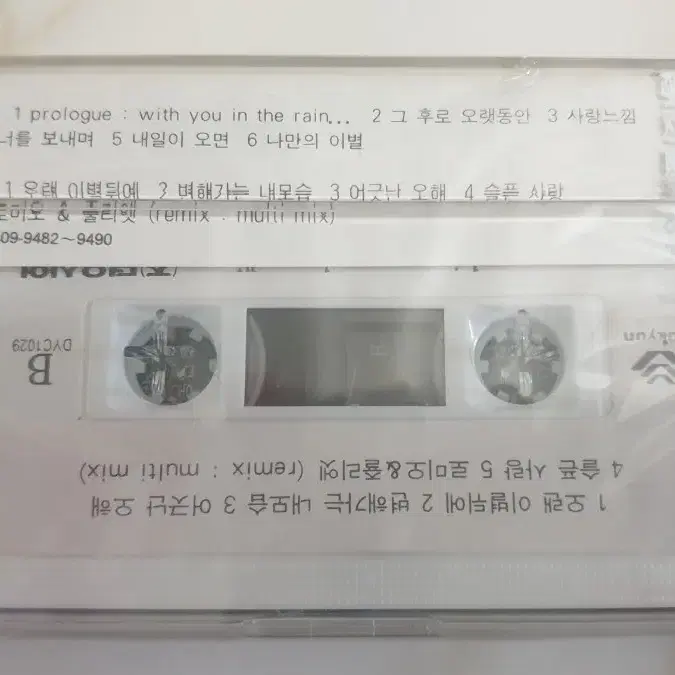 1 prologue : with you in the rain... 2 그 후로 오랫동안 3 사랑느낌
너를 보내며 5 내일이 오면 6 나만의 이별
1 오랜 이별뒤에 2 변해가는 내모습 3 어긋난 오해 4 슬픈 사랑
로미오 & 줄리엣 (remix : multi mix)
09-9482~9490
B
DYC1029
1 오랜 이별뒤에 2 변해가는 내모습 3 어긋난 오해
4 슬픈 사랑 5 로미오&줄리엣 (remix : multi mix)